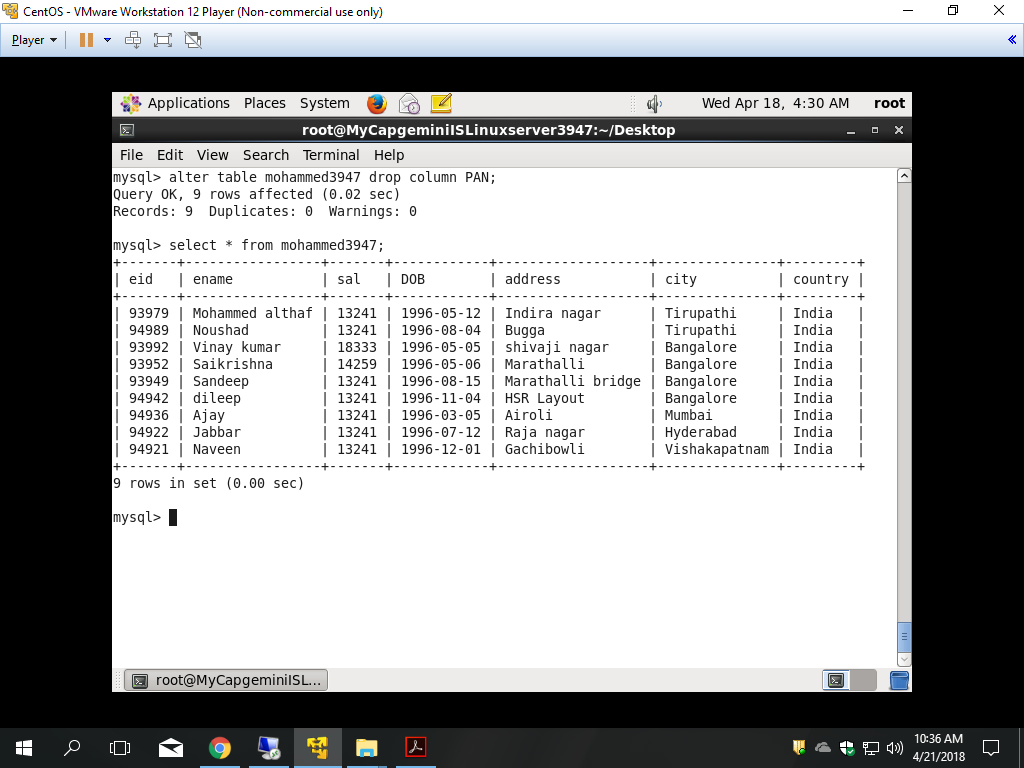 CentOS - VMware Workstation 12 Player (Non-commercial use only)
Player
Applications Places System Wed Apr 18, 4:30 AM root
root@MyCapgeminiISLinuxserver3947:~/Desktop
File Edit View Search Terminal Help
mysql> alter table mohammed3947 drop column PAN;
Query OK, 9 rows affected (0.02 sec)
Records: 9  Duplicates: 0  Warnings: 0
mysql> select * from mohammed3947;
+-------+-----------------+-------+------------+-------------------+---------------+---------+
| eid   | ename           | sal   | DOB        | address           | city          | country |
+-------+-----------------+-------+------------+-------------------+---------------+---------+
| 93979 | Mohammed althaf | 13241 | 1996-05-12 | Indira nagar      | Tirupathi     | India   |
| 94989 | Noushad         | 13241 | 1996-08-04 | Bugga             | Tirupathi     | India   |
| 93992 | Vinay kumar     | 18333 | 1996-05-05 | shivaji nagar     | Bangalore     | India   |
| 93952 | Saikrishna      | 14259 | 1996-05-06 | Marathalli        | Bangalore     | India   |
| 93949 | Sandeep         | 13241 | 1996-08-15 | Marathalli bridge | Bangalore     | India   |
| 94942 | dileep          | 13241 | 1996-11-04 | HSR Layout        | Bangalore     | India   |
| 94936 | Ajay            | 13241 | 1996-03-05 | Airoli            | Mumbai        | India   |
| 94922 | Jabbar          | 13241 | 1996-07-12 | Raja nagar        | Hyderabad     | India   |
| 94921 | Naveen          | 13241 | 1996-12-01 | Gachibowli        | Vishakapatnam | India   |
+-------+-----------------+-------+------------+-------------------+---------------+---------+
9 rows in set (0.00 sec)
mysql>
root@MyCapgeminiISL...
10:36 AM
4/21/2018